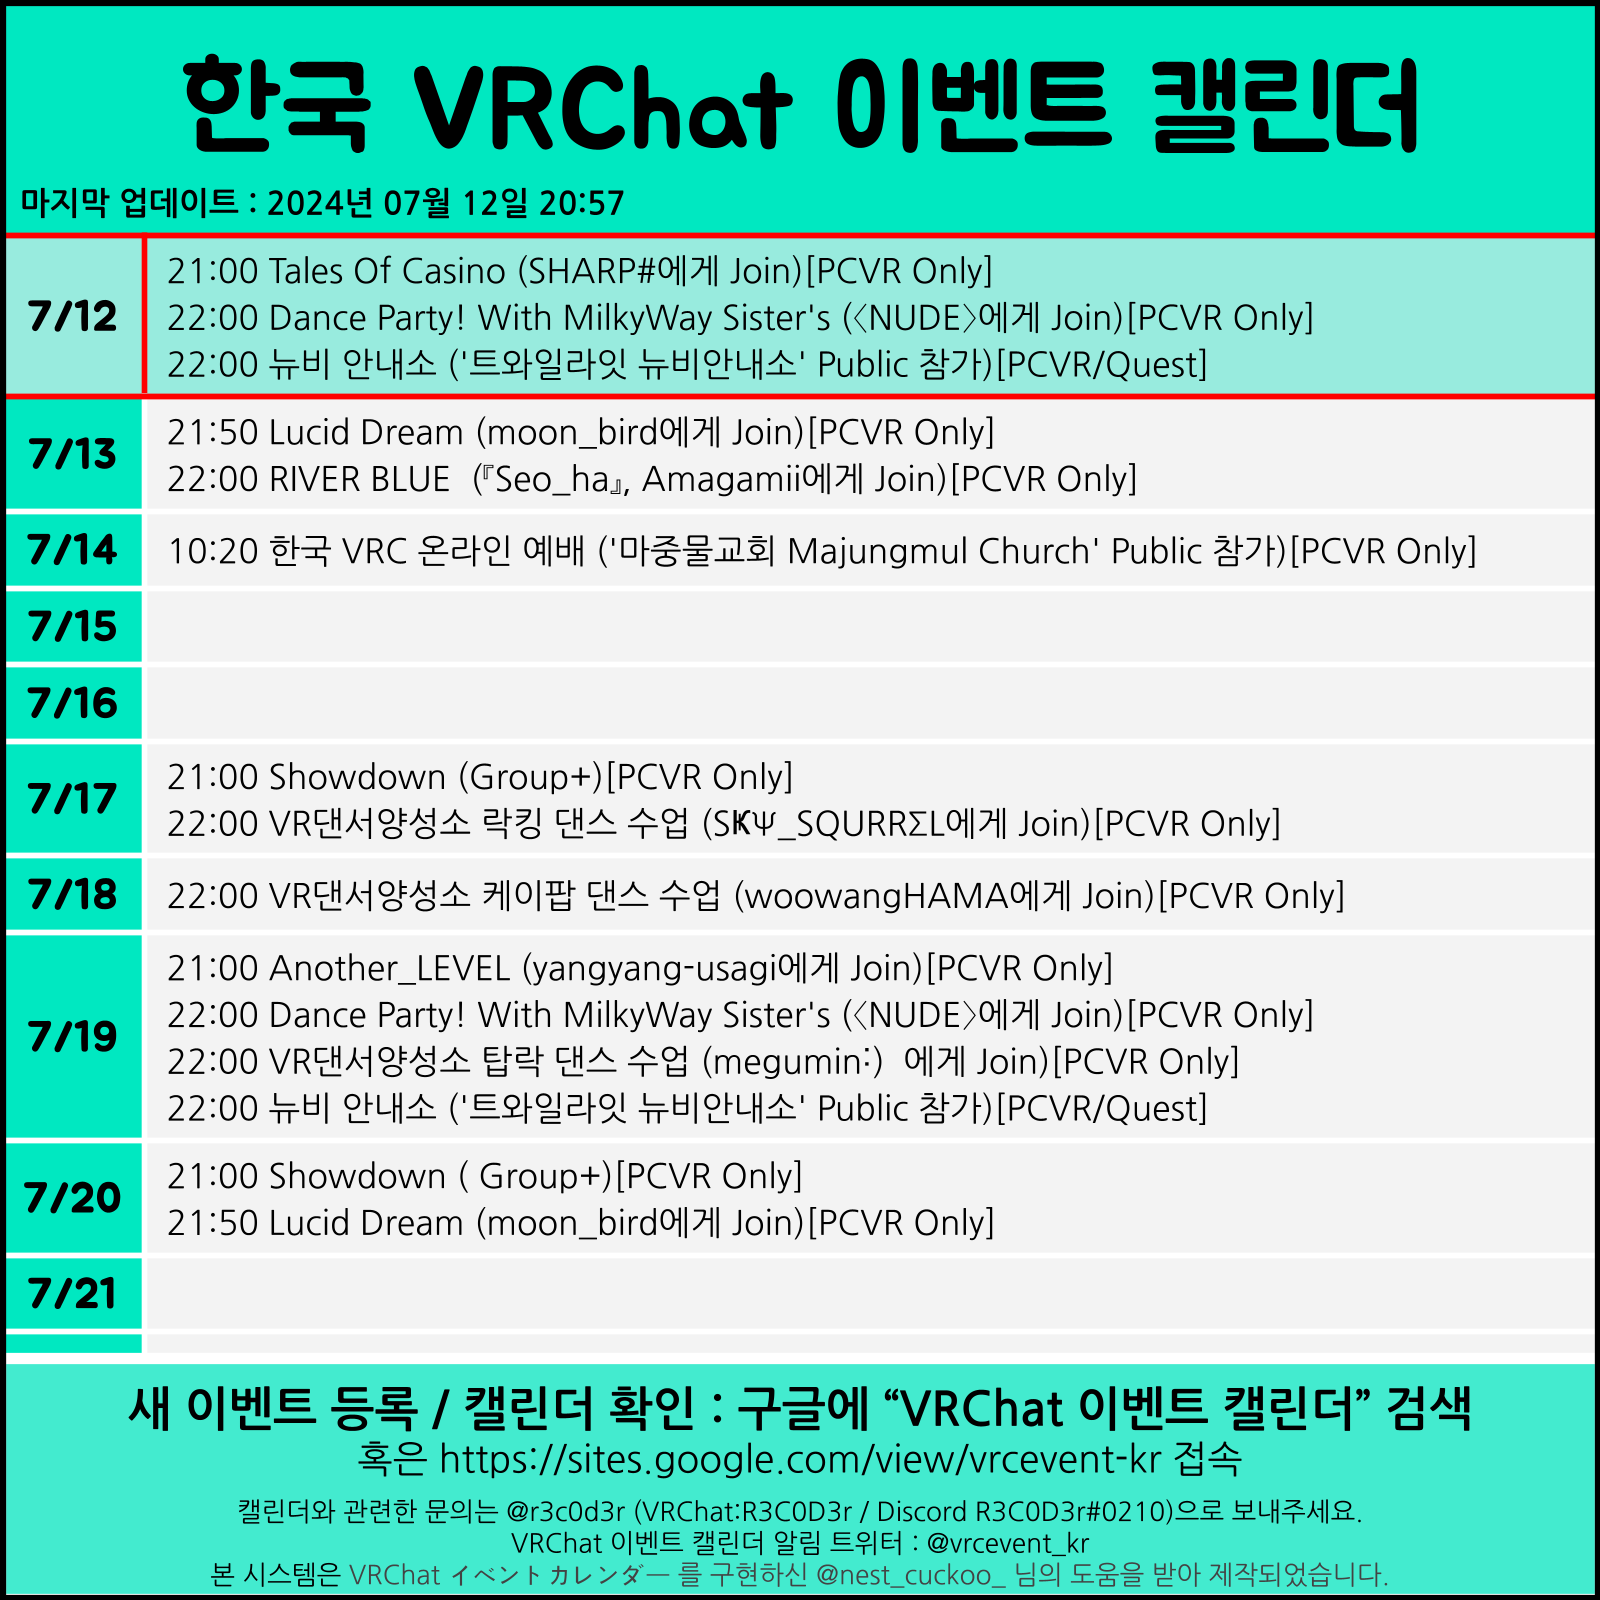 한국 VRChat 이벤트 캘린더
마지막 업데이트 : 2024년 07월 12일 20:57
7/12
21:00 Tales Of Casino (SHARP#에게 Join)[PCVR Only]
22:00 Dance Party! With MilkyWay Sister's (〈NUDE〉에게 Join)[PCVR Only]
22:00 뉴비 안내소 ('트와일라잇 뉴비안내소' Public 참가)[PCVR/Quest]
7/13
21:50 Lucid Dream (moon_bird에게 Join)[PCVR Only]
22:00 RIVER BLUE  (『Seo_ha』, Amagamii에게 Join)[PCVR Only]
7/14
10:20 한국 VRC 온라인 예배 ('마중물교회 Majungmul Church' Public 참가)[PCVR Only]
7/15
7/16
7/17
21:00 Showdown (Group+)[PCVR Only]
22:00 VR댄서양성소 락킹 댄스 수업 (SҜΨ_SQURRΣL에게 Join)[PCVR Only]
7/18
22:00 VR댄서양성소 케이팝 댄스 수업 (woowangHAMA에게 Join)[PCVR Only]
7/19
21:00 Another_LEVEL (yangyang-usagi에게 Join)[PCVR Only]
22:00 Dance Party! With MilkyWay Sister's (〈NUDE〉에게 Join)[PCVR Only]
22:00 VR댄서양성소 탑락 댄스 수업 (megumin:)  에게 Join)[PCVR Only]
22:00 뉴비 안내소 ('트와일라잇 뉴비안내소' Public 참가)[PCVR/Quest]
7/20
21:00 Showdown ( Group+)[PCVR Only]
21:50 Lucid Dream (moon_bird에게 Join)[PCVR Only]
7/21
새 이벤트 등록 / 캘린더 확인 : 구글에 “VRChat 이벤트 캘린더” 검색
혹은 https://sites.google.com/view/vrcevent-kr 접속
캘린더와 관련한 문의는 @r3c0d3r (VRChat:R3C0D3r / Discord R3C0D3r#0210)으로 보내주세요.
VRChat 이벤트 캘린더 알림 트위터 : @vrcevent_kr
본 시스템은 VRChat イベントカレンダー 를 구현하신 @nest_cuckoo_ 님의 도움을 받아 제작되었습니다.